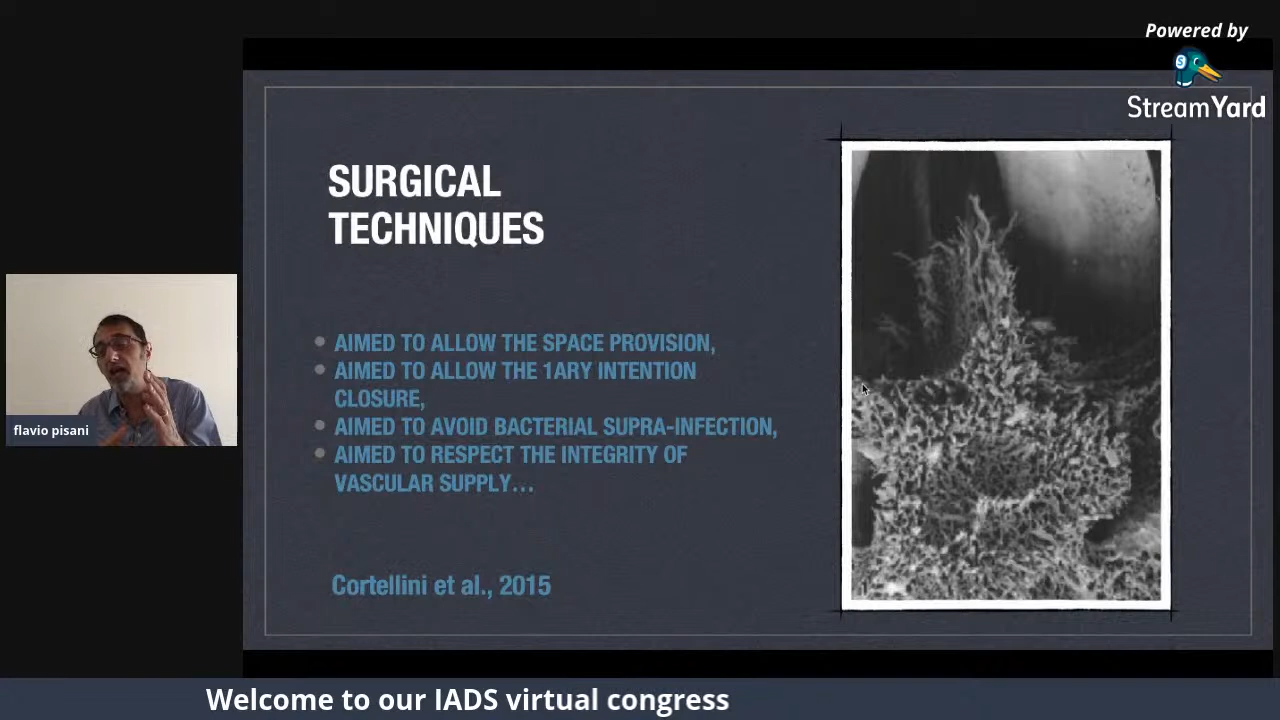 Powered by
StreamYard
SURGICAL
TECHNIQUES
AIMED TO ALLOW THE SPACE PROVISION,
AIMED TO ALLOW THE 1ARY INTENTION
CLOSURE,
AIMED TO AVOID BACTERIAL SUPRA-INFECTION,
AIMED TO RESPECT THE INTEGRITY OF
VASCULAR SUPPLY…
Cortellini et al., 2015
flavio pisani
Welcome to our IADS virtual congress